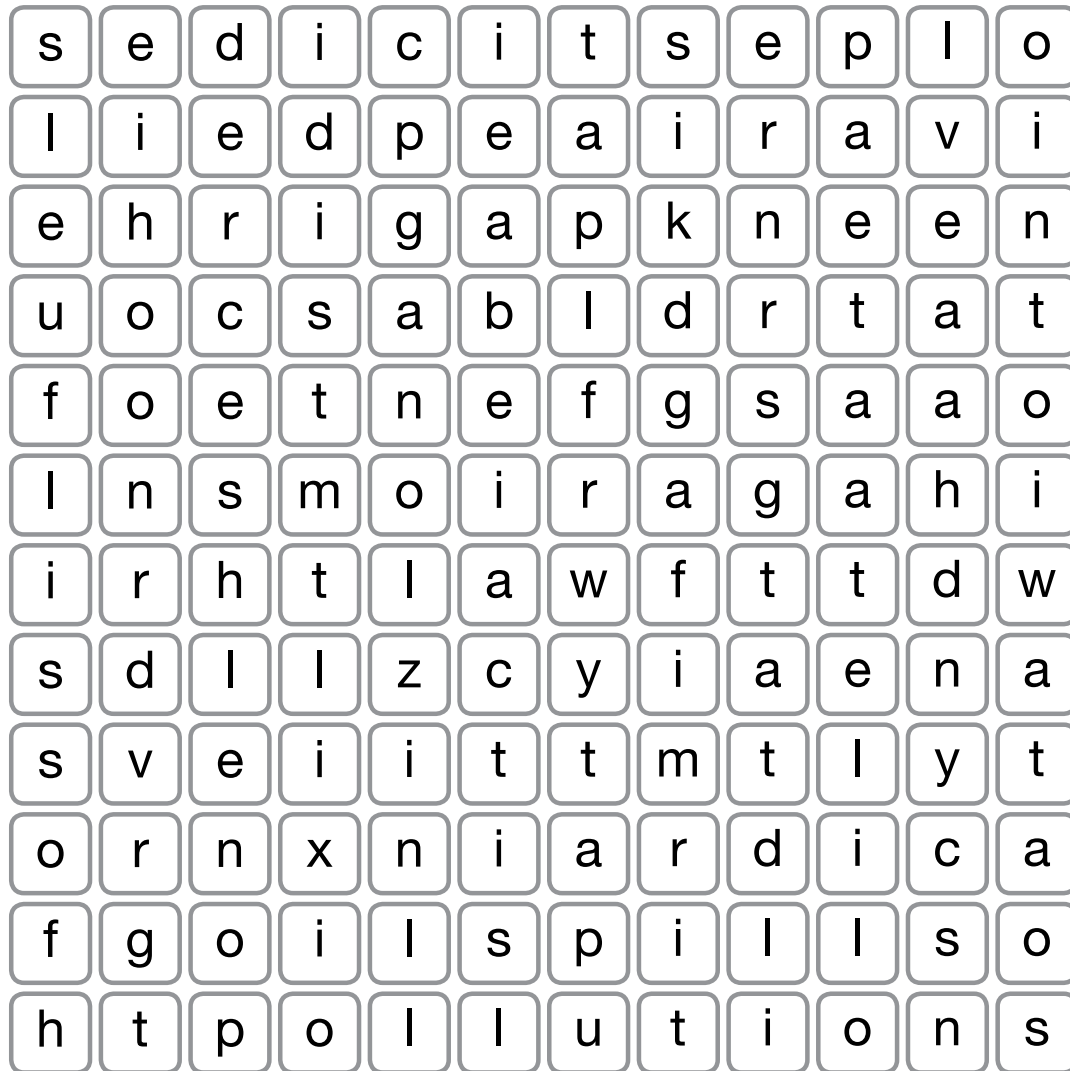 s e d i c i t s e p l o
l i e d p e a i r a v i
e h r i g a p k n e e n
u o c s a b l d r t a t
f o e t n e f g s a a o
l n s m o i r a g a h i
i r h t l a w f t t d w
s d l l z c y i a e n a
s v e i i t t m t l y t
o r n x n i a r d i c a
f g o i l s p i l l s o
h t p o l l u t i o n s